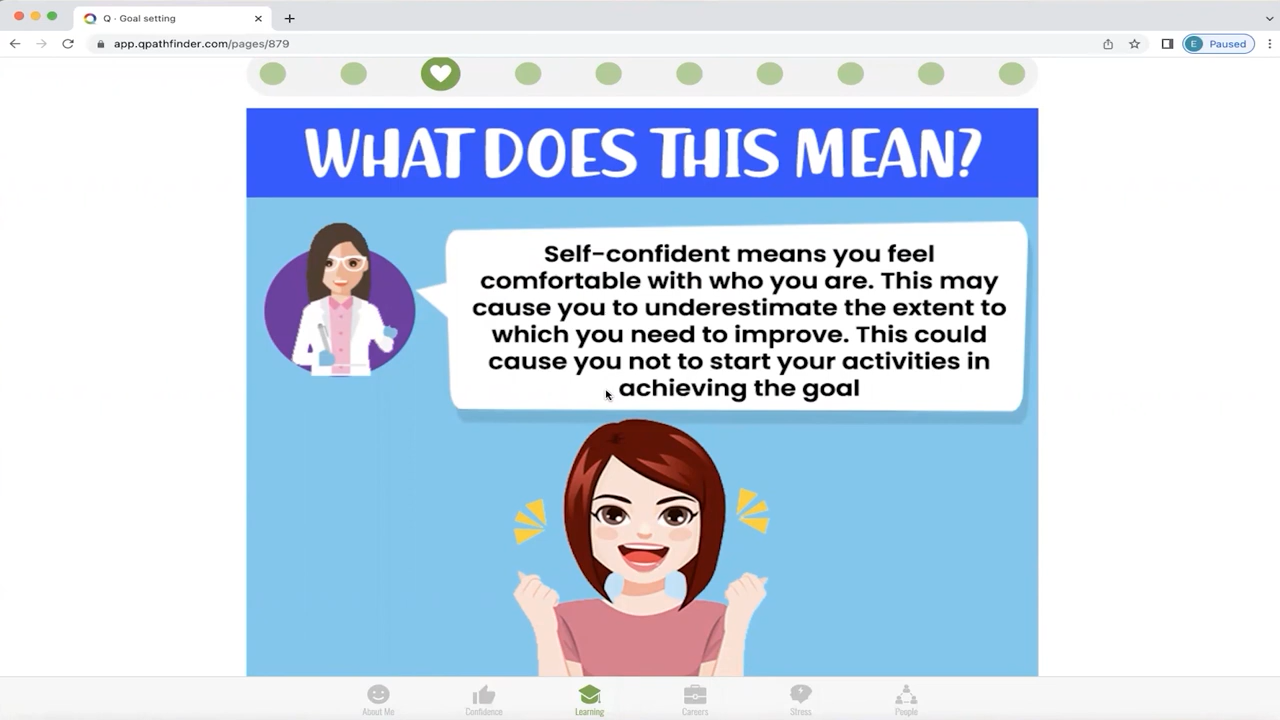 Q - Goal setting
app.qpathfinder.com/pages/879
E Paused
WHAT DOES THIS MEAN?
Self-confident means you feel
comfortable with who you are. This may
cause you to underestimate the extent to
which you need to improve. This could
cause you not to start your activities in
achieving the goal
About Me Confidence Learning Careers Stress People